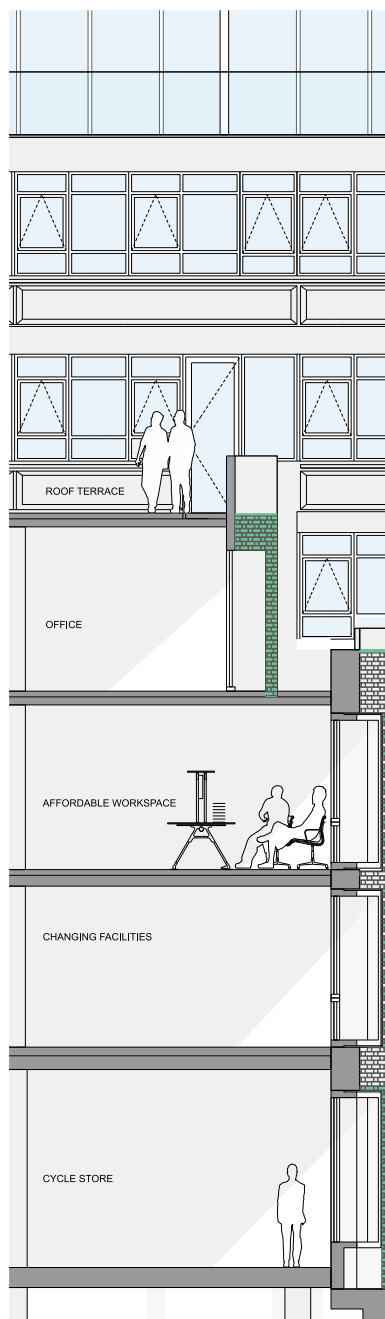 ROOF TERRACE
OFFICE
AFFORDABLE WORKSPACE
CHANGING FACILITIES
CYCLE STORE